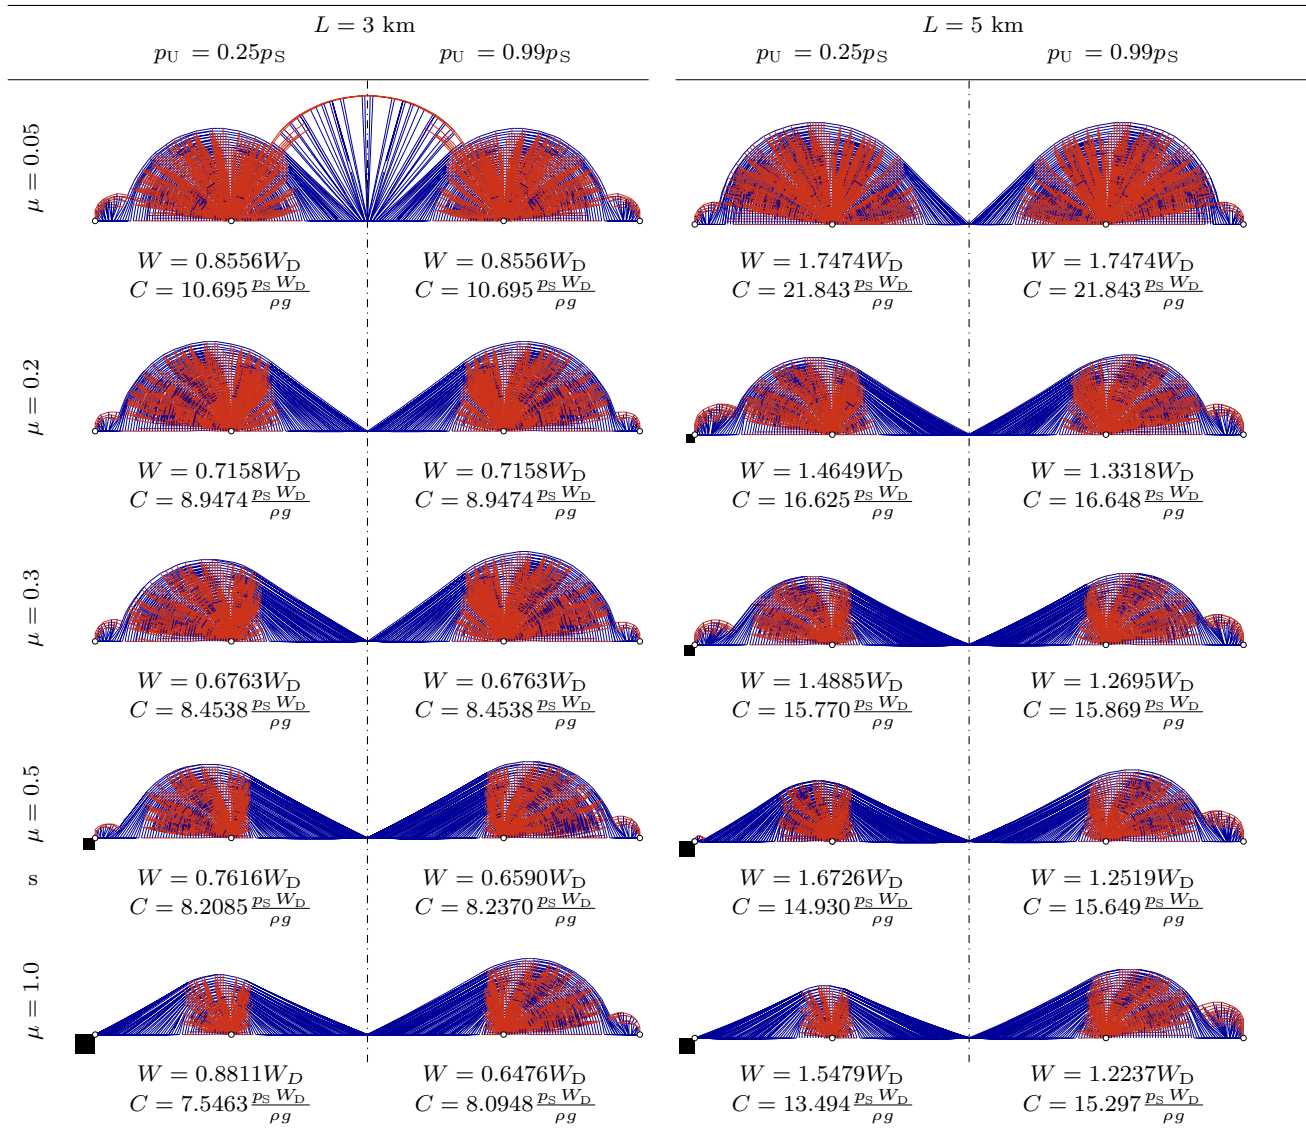 L = 3 km L = 5 km
p_U = 0.25p_S p_U = 0.99p_S p_U = 0.25p_S p_U = 0.99p_S
μ = 0.05
W = 0.8556W_D W = 0.8556W_D W = 1.7474W_D W = 1.7474W_D
C = 10.695 p_S W_D/ρg C = 10.695 p_S W_D/ρg C = 21.843 p_S W_D/ρg C = 21.843 p_S W_D/ρg
μ = 0.2
W = 0.7158W_D W = 0.7158W_D W = 1.4649W_D W = 1.3318W_D
C = 8.9474 p_S W_D/ρg C = 8.9474 p_S W_D/ρg C = 16.625 p_S W_D/ρg C = 16.648 p_S W_D/ρg
μ = 0.3
W = 0.6763W_D W = 0.6763W_D W = 1.4885W_D W = 1.2695W_D
C = 8.4538 p_S W_D/ρg C = 8.4538 p_S W_D/ρg C = 15.770 p_S W_D/ρg C = 15.869 p_S W_D/ρg
μ = 0.5
s
W = 0.7616W_D W = 0.6590W_D W = 1.6726W_D W = 1.2519W_D
C = 8.2085 p_S W_D/ρg C = 8.2370 p_S W_D/ρg C = 14.930 p_S W_D/ρg C = 15.649 p_S W_D/ρg
μ = 1.0
W = 0.8811W_D W = 0.6476W_D W = 1.5479W_D W = 1.2237W_D
C = 7.5463 p_S W_D/ρg C = 8.0948 p_S W_D/ρg C = 13.494 p_S W_D/ρg C = 15.297 p_S W_D/ρg